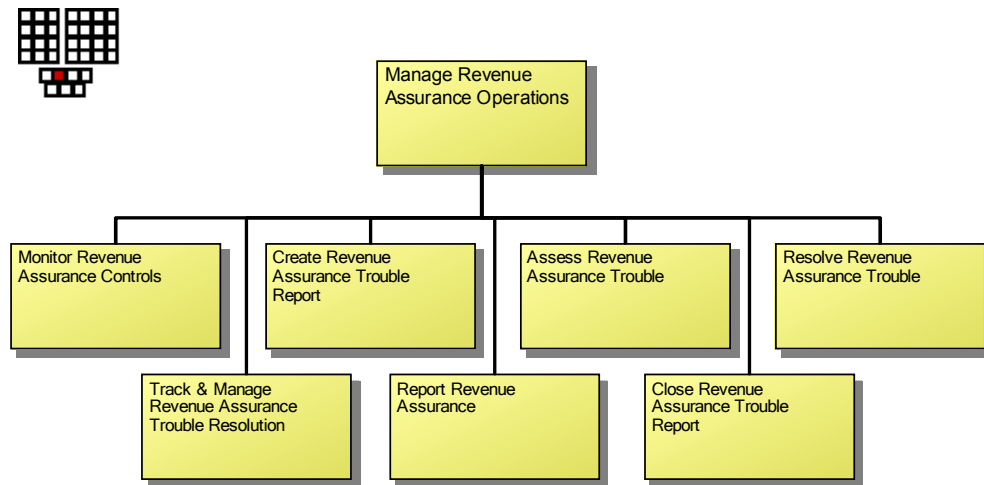 Manage Revenue
Assurance Operations
Monitor Revenue
Assurance Controls
Create Revenue
Assurance Trouble
Report
Assess Revenue
Assurance Trouble
Resolve Revenue
Assurance Trouble
Track & Manage
Revenue Assurance
Trouble Resolution
Report Revenue
Assurance
Close Revenue
Assurance Trouble
Report